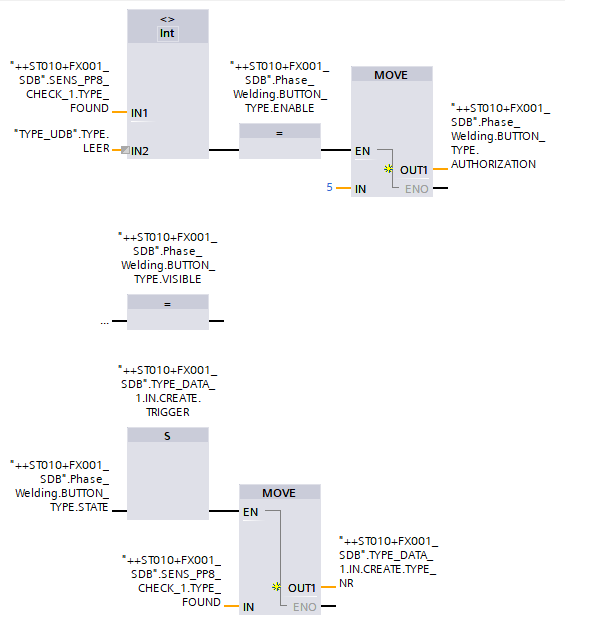 <>
Int
"++ST010+FX001_
SDB".SENS_PP8_
CHECK_1.TYPE_
FOUND
IN1
"TYPE_UDB".TYPE.
LEER
IN2
"++ST010+FX001_
SDB".Phase_
Welding.BUTTON_
TYPE.ENABLE
=
MOVE
EN
5
IN
OUT1
ENO
"++ST010+FX001_
SDB".Phase_
Welding.BUTTON_
TYPE.
AUTHORIZATION
"++ST010+FX001_
SDB".Phase_
Welding.BUTTON_
TYPE.VISIBLE
=
...
"++ST010+FX001_
SDB".TYPE_DATA_
1.IN.CREATE.
TRIGGER
S
"++ST010+FX001_
SDB".Phase_
Welding.BUTTON_
TYPE.STATE
MOVE
EN
"++ST010+FX001_
SDB".SENS_PP8_
CHECK_1.TYPE_
FOUND
IN
OUT1
ENO
"++ST010+FX001_
SDB".TYPE_DATA_
1.IN.CREATE.TYPE_
NR